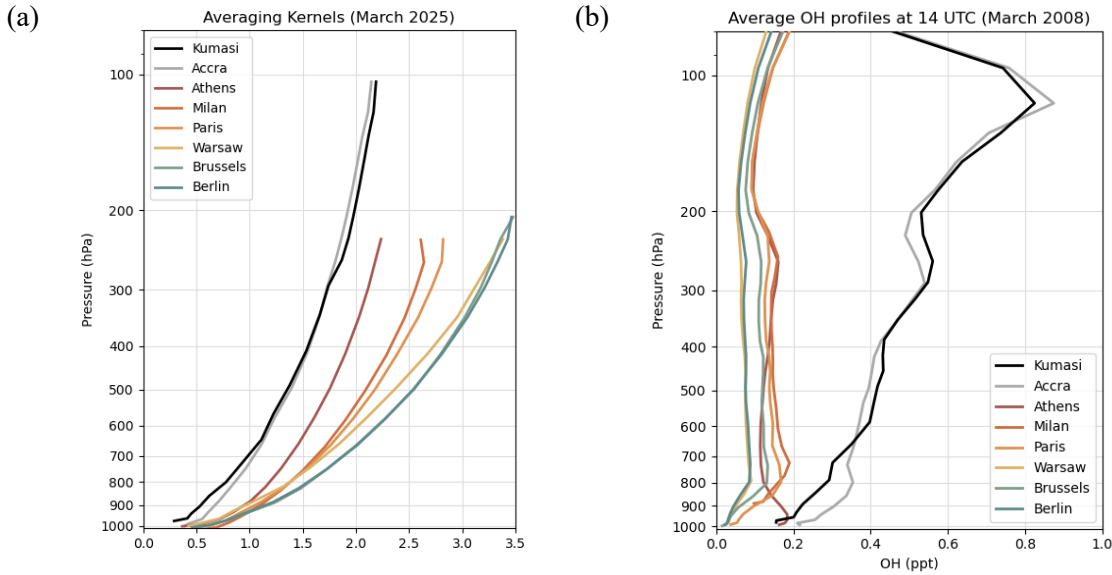 (a)
Averaging Kernels (March 2025)
Pressure (hPa)
100
200
300
400
500
600
700
800
900
1000
0.0 0.5 1.0 1.5 2.0 2.5 3.0 3.5
Kumasi
Accra
Athens
Milan
Paris
Warsaw
Brussels
Berlin
(b)
Average OH profiles at 14 UTC (March 2008)
Pressure (hPa)
100
200
300
400
500
600
700
800
900
1000
0.0 0.2 0.4 0.6 0.8 1.0
OH (ppt)
Kumasi
Accra
Athens
Milan
Paris
Warsaw
Brussels
Berlin